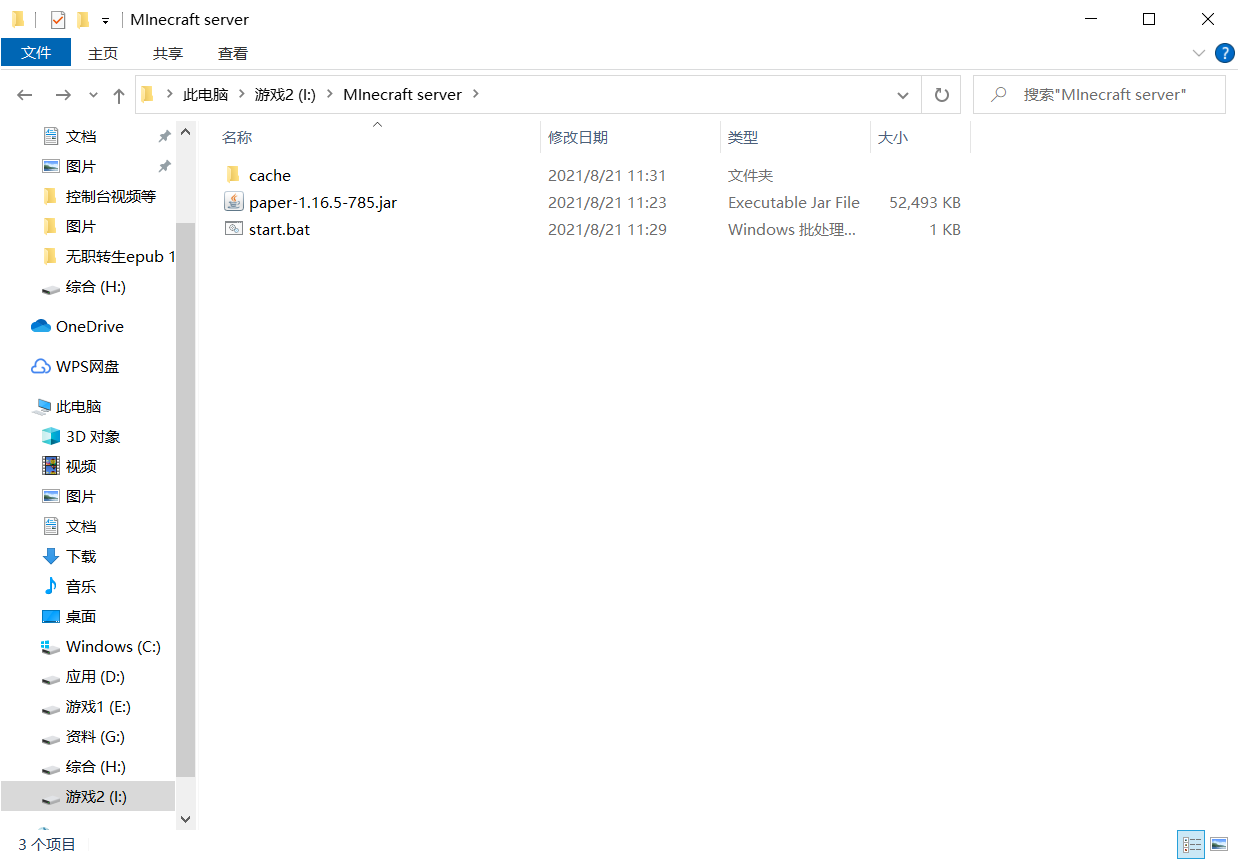 MInecraft server
文件 主页 共享 查看
此电脑 游戏2 (I:) MInecraft server 搜索"MInecraft server"
文档
图片
控制台视频等
图片
无职转生epub 1
综合 (H:)
OneDrive
WPS网盘
此电脑
3D 对象
视频
图片
文档
下载
音乐
桌面
Windows (C:)
应用 (D:)
游戏1 (E:)
资料 (G:)
综合 (H:)
游戏2 (I:)
名称 修改日期 类型 大小
cache 2021/8/21 11:31 文件夹
paper-1.16.5-785.jar 2021/8/21 11:23 Executable Jar File 52,493 KB
start.bat 2021/8/21 11:29 Windows 批处理... 1 KB
3 个项目